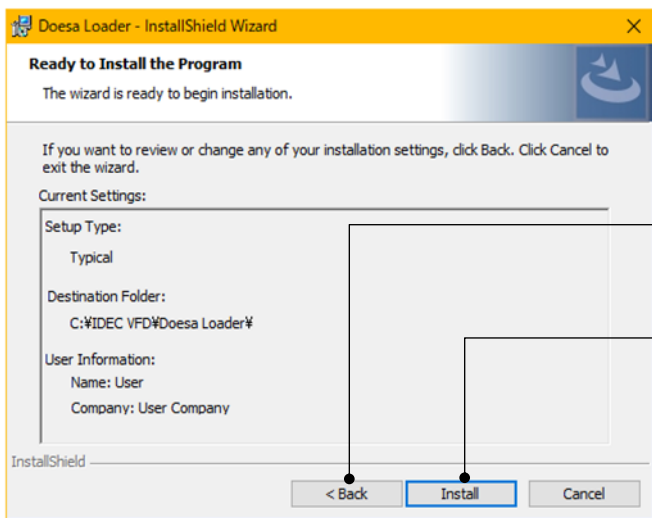 Doesa Loader - InstallShield Wizard
Ready to Install the Program
The wizard is ready to begin installation.
If you want to review or change any of your installation settings, click Back. Click Cancel to
exit the wizard.
Current Settings:
Setup Type:
Typical
Destination Folder:
C:¥IDEC VFD¥Doesa Loader¥
User Information:
Name: User
Company: User Company
InstallShield
< Back
Install
Cancel